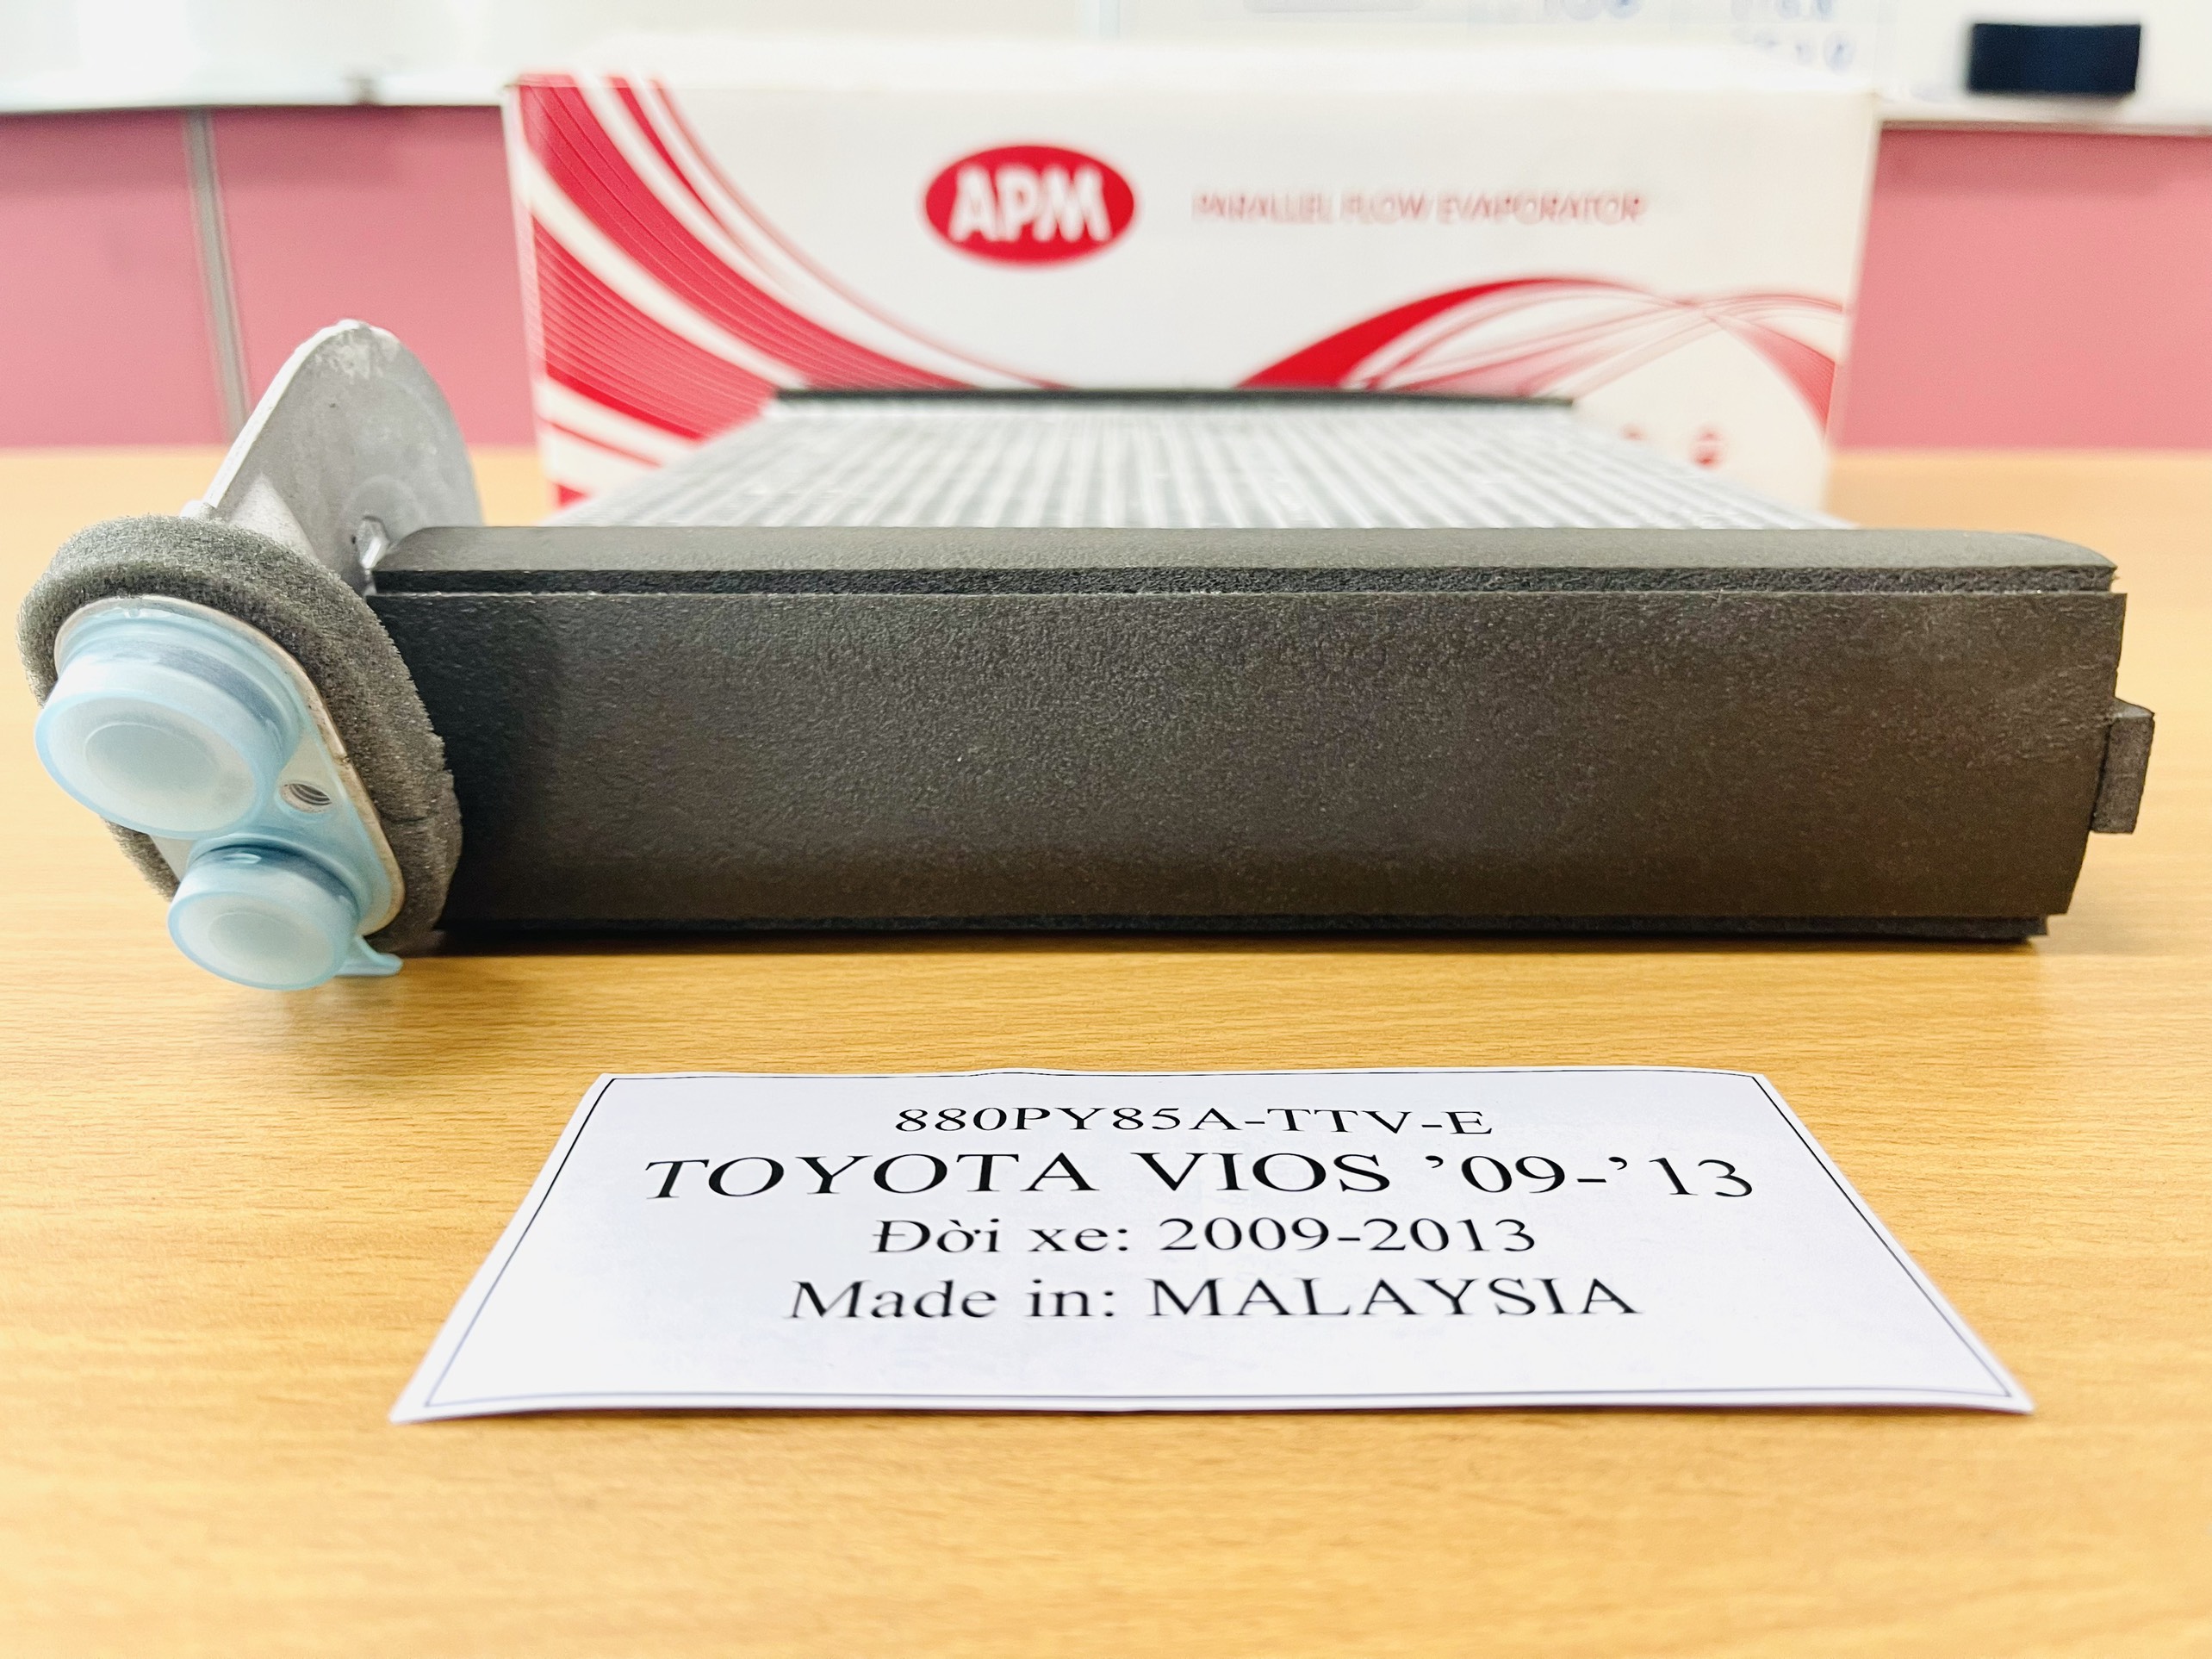 APM
PARALLEL FLOW EVAPORATOR
880PY85A-TTV-E
TOYOTA VIOS ’09-’13
Đời xe: 2009-2013
Made in: MALAYSIA